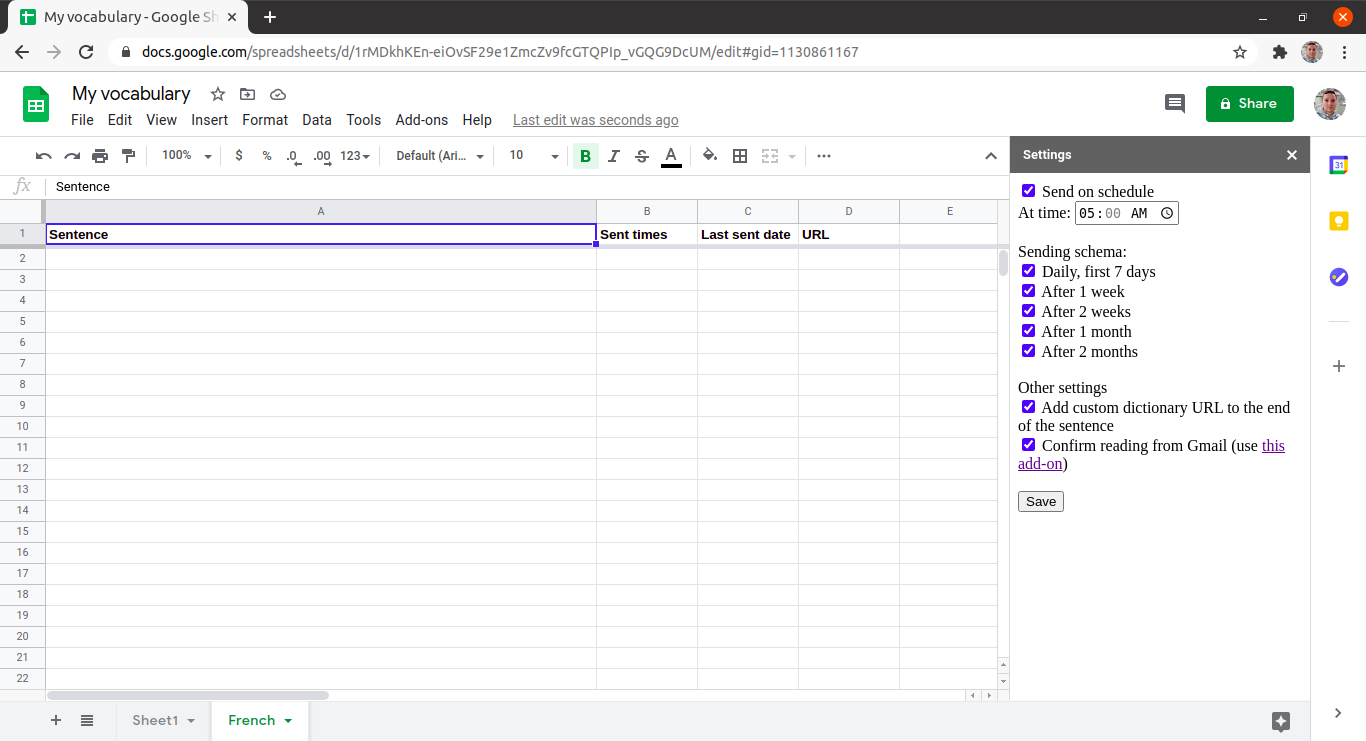 My vocabulary - Google Sh
docs.google.com/spreadsheets/d/1rMDkhKEn-eiOvSF29e1ZmcZv9fcGTQPIp_vGQG9DcUM/edit#gid=1130861167
My vocabulary
Share
File Edit View Insert Format Data Tools Add-ons Help Last edit was seconds ago
100% $ % .0 .00 123 Default (Ari... 10 B I S A
fx Sentence
A B C D E
1 Sentence Sent times Last sent date URL
2
3
4
5
6
7
8
9
10
11
12
13
14
15
16
17
18
19
20
21
22
Sheet1 French
Settings
Send on schedule
At time: 05:00 AM
Sending schema:
Daily, first 7 days
After 1 week
After 2 weeks
After 1 month
After 2 months
Other settings
Add custom dictionary URL to the end
of the sentence
Confirm reading from Gmail (use this
add-on)
Save
31